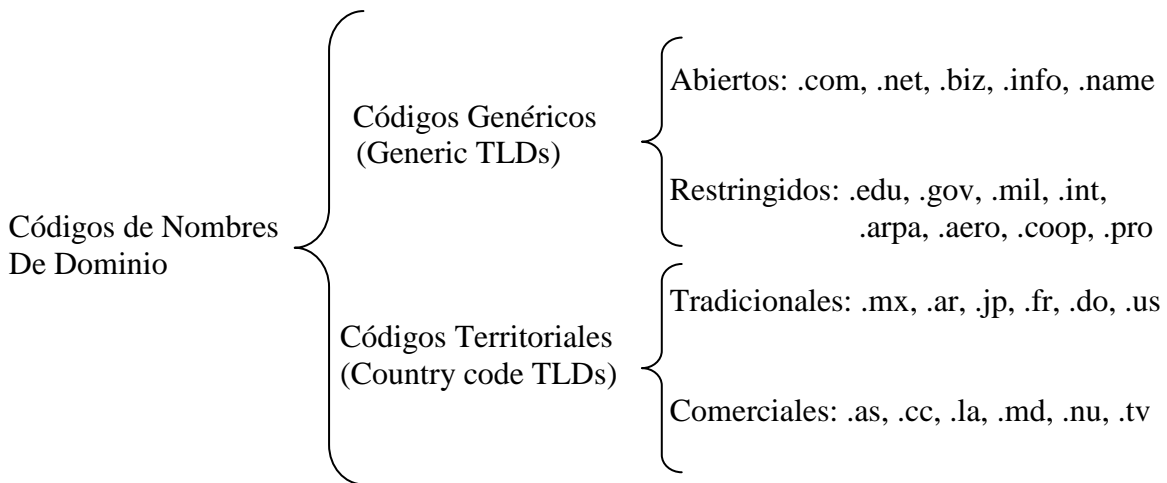 Códigos de Nombres
De Dominio
Códigos Genéricos
(Generic TLDs)
Abiertos: .com, .net, .biz, .info, .name
Restringidos: .edu, .gov, .mil, .int,
.arpa, .aero, .coop, .pro
Códigos Territoriales
(Country code TLDs)
Tradicionales: .mx, .ar, .jp, .fr, .do, .us
Comerciales: .as, .cc, .la, .md, .nu, .tv